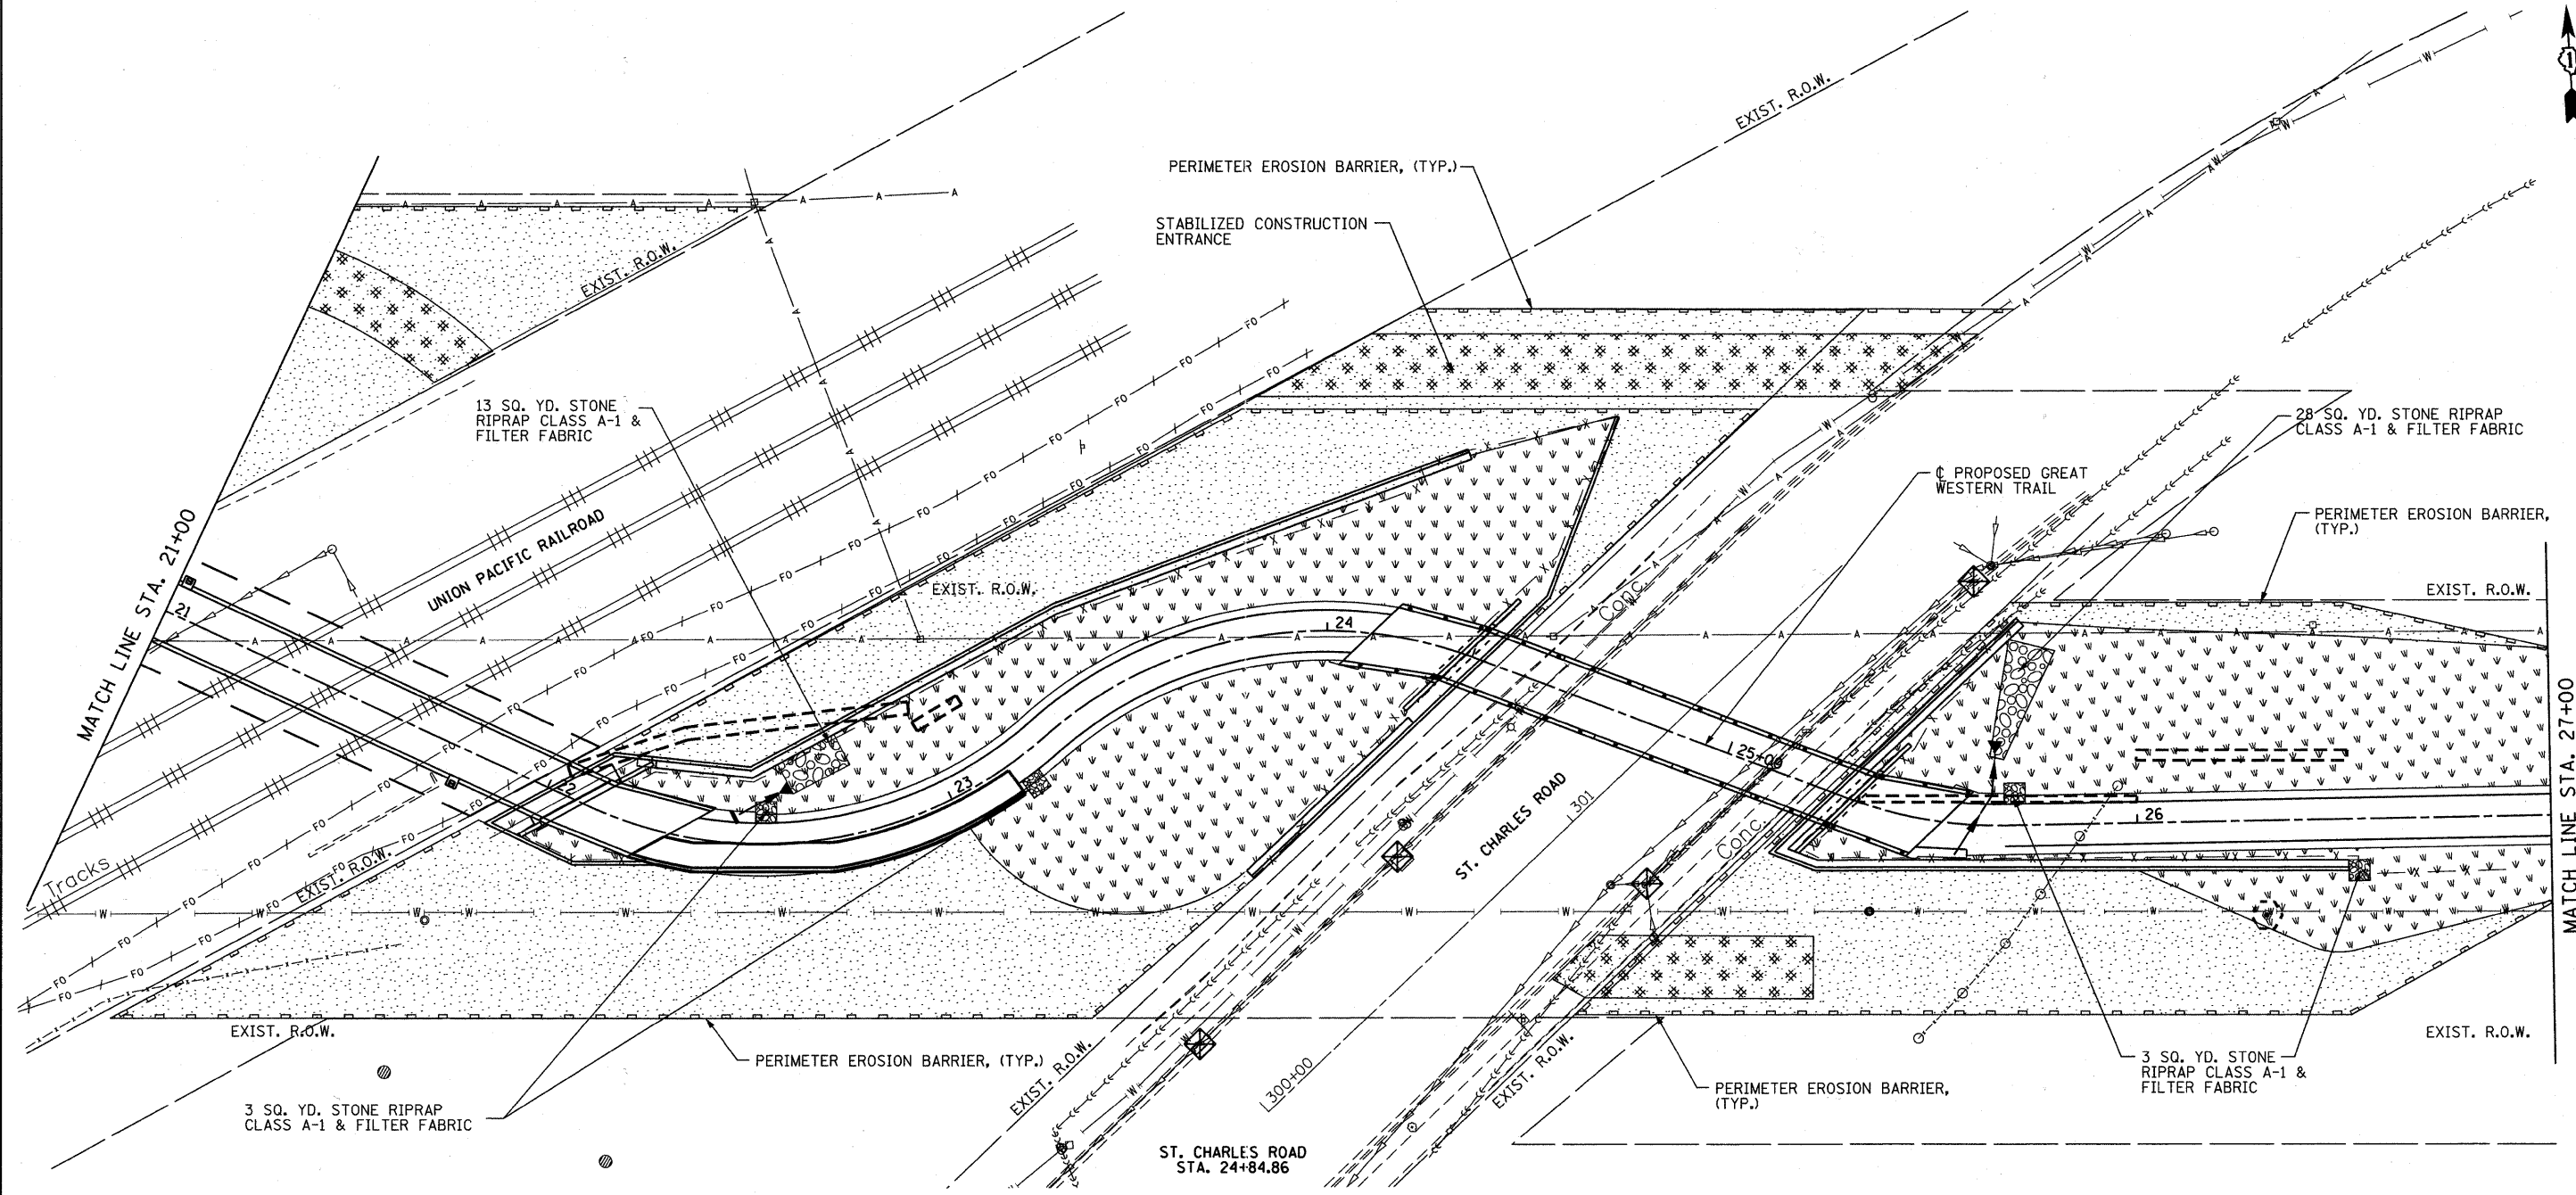 EXIST. R.O.W.
PERIMETER EROSION BARRIER, (TYP.)
STABILIZED CONSTRUCTION
ENTRANCE
EXIST. R.O.W.
13 SQ. YD. STONE
RIPRAP CLASS A-1 &
FILTER FABRIC
28 SQ. YD. STONE RIPRAP
CLASS A-1 & FILTER FABRIC
℄ PROPOSED GREAT
WESTERN TRAIL
PERIMETER EROSION BARRIER,
(TYP.)
MATCH LINE STA. 21+00
UNION PACIFIC RAILROAD
EXIST. R.O.W.
EXIST. R.O.W.
Conc.
21
24
23
25+00
26
301
ST. CHARLES ROAD
Conc.
Tracks
EXIST. R.O.W.
MATCH LINE STA. 27+00
EXIST. R.O.W.
EXIST. R.O.W.
PERIMETER EROSION BARRIER, (TYP.)
EXIST. R.O.W.
300+00
EXIST. R.O.W.
PERIMETER EROSION BARRIER,
(TYP.)
3 SQ. YD. STONE
RIPRAP CLASS A-1 &
FILTER FABRIC
3 SQ. YD. STONE RIPRAP
CLASS A-1 & FILTER FABRIC
ST. CHARLES ROAD
STA. 24+84.86